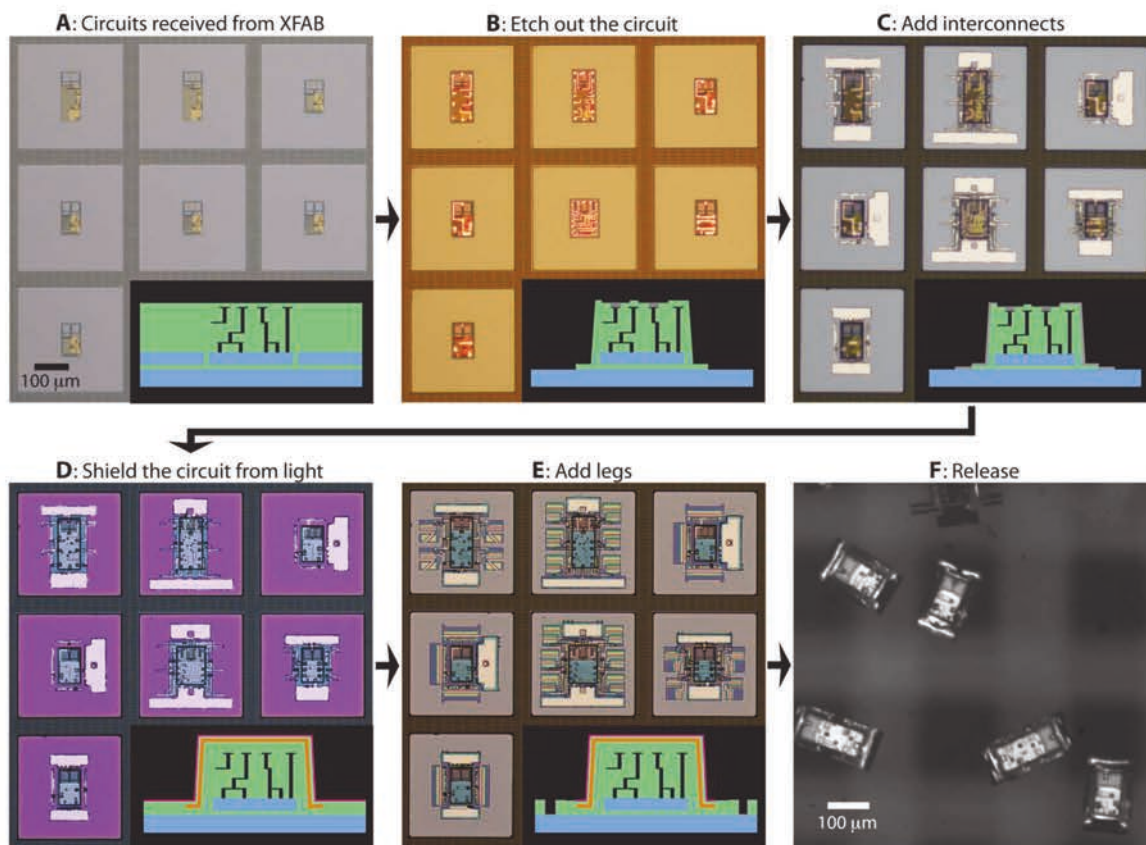 A: Circuits received from XFAB
B: Etch out the circuit
C: Add interconnects
100 μm
D: Shield the circuit from light
E: Add legs
F: Release
100 μm